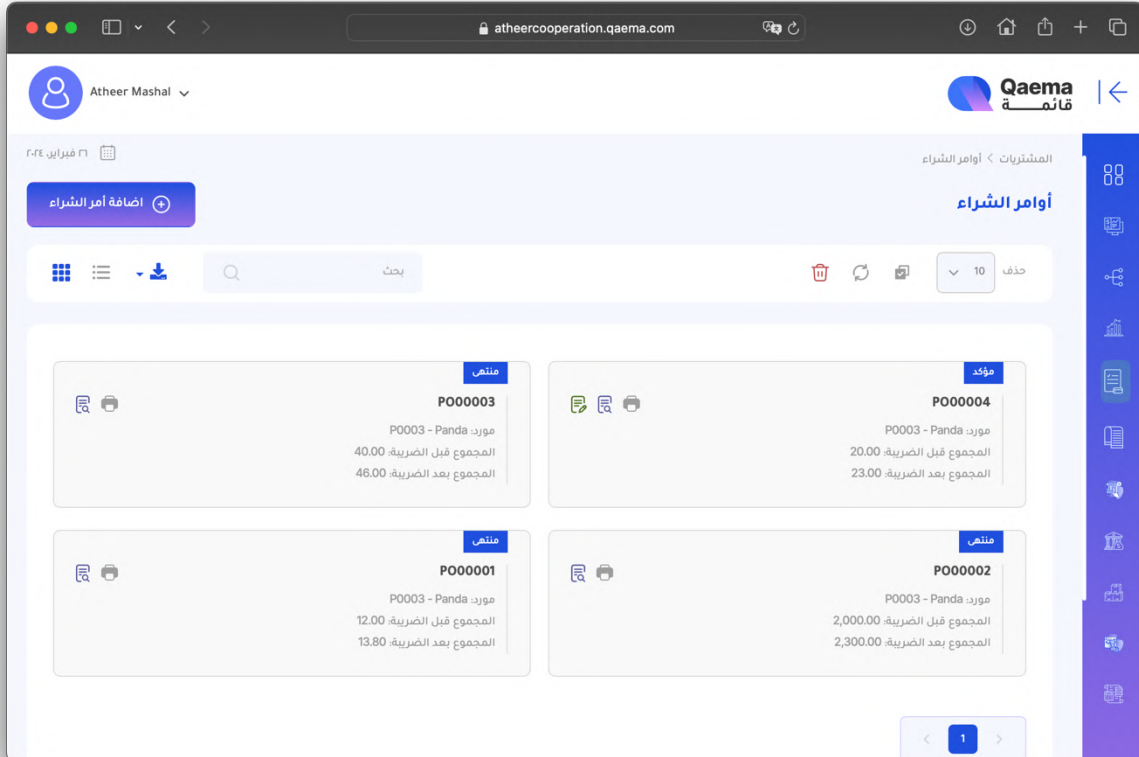 atheercooperation.qaema.com
Atheer Mashal
Qaema
قائمة
المشتريات > أوامر الشراء
٢٦ فبراير، ٢٠٢٤
أوامر الشراء
اضافة أمر الشراء
حذف
10
بحث
مؤكد
PO00004
مورد: P0003 - Panda
المجموع قبل الضريبة: 20.00
المجموع بعد الضريبة: 23.00
منتهى
PO00003
مورد: P0003 - Panda
المجموع قبل الضريبة: 40.00
المجموع بعد الضريبة: 46.00
منتهى
PO00002
مورد: P0003 - Panda
المجموع قبل الضريبة: 2,000.00
المجموع بعد الضريبة: 2,300.00
منتهى
PO00001
مورد: P0003 - Panda
المجموع قبل الضريبة: 12.00
المجموع بعد الضريبة: 13.80
1